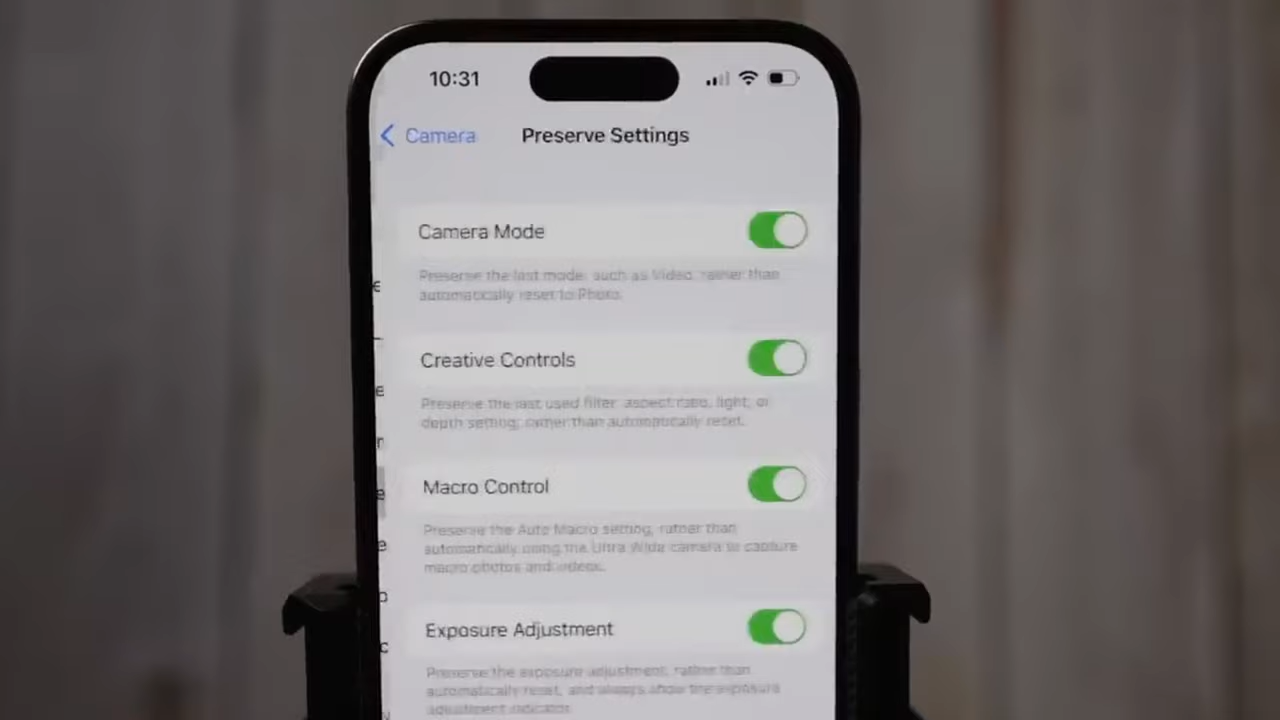 10:31
Camera
Preserve Settings
Camera Mode
Preserve the last mode, such as Video, rather than
automatically reset to Photo.
Creative Controls
Preserve the last used filter, aspect ratio, light, or
depth setting, rather than automatically reset.
Macro Control
Preserve the Auto Macro setting, rather than
automatically using the Ultra Wide camera to capture
macro photos and videos.
Exposure Adjustment
Preserve the exposure adjustment, rather than
automatically reset, and always show the exposure
adjustment indicator.